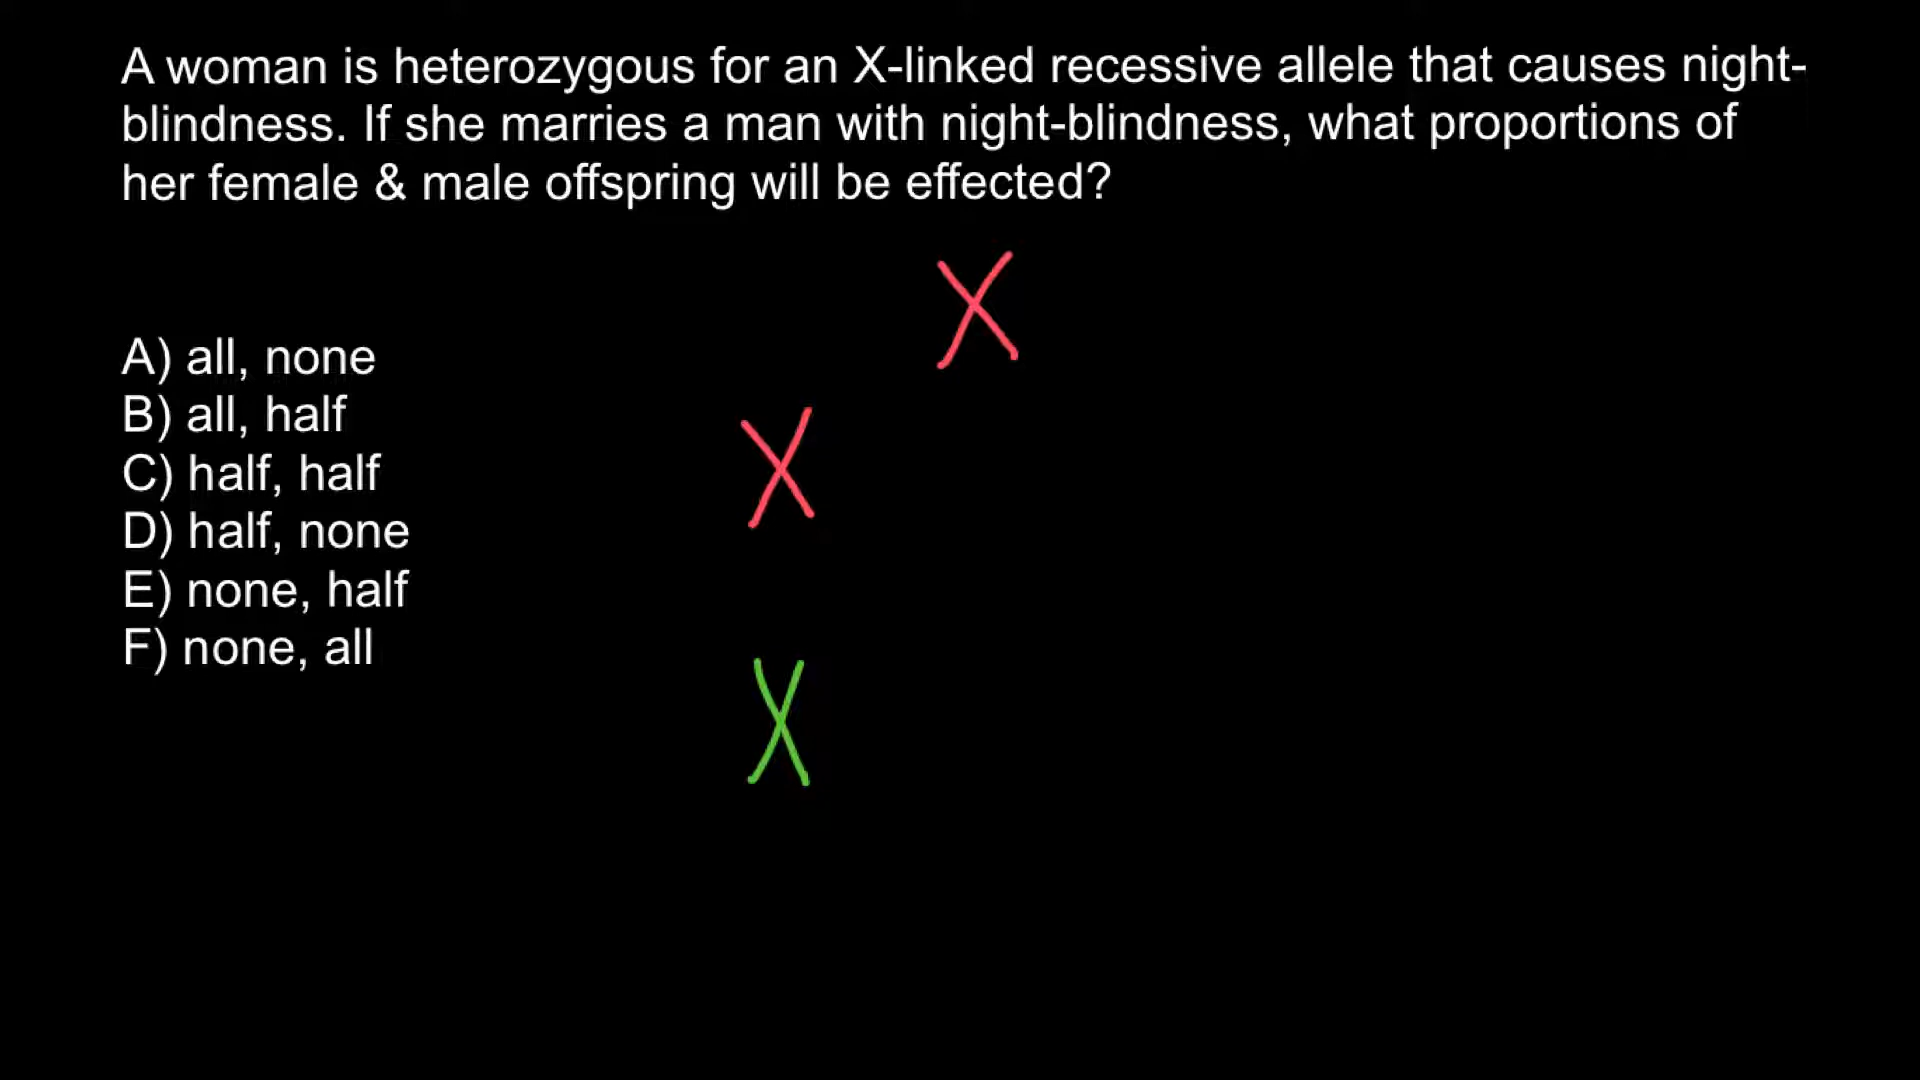 A woman is heterozygous for an X-linked recessive allele that causes night-
blindness. If she marries a man with night-blindness, what proportions of
her female & male offspring will be effected?
X
A) all, none
B) all, half
X
C) half, half
D) half, none
E) none, half
F) none, all
X